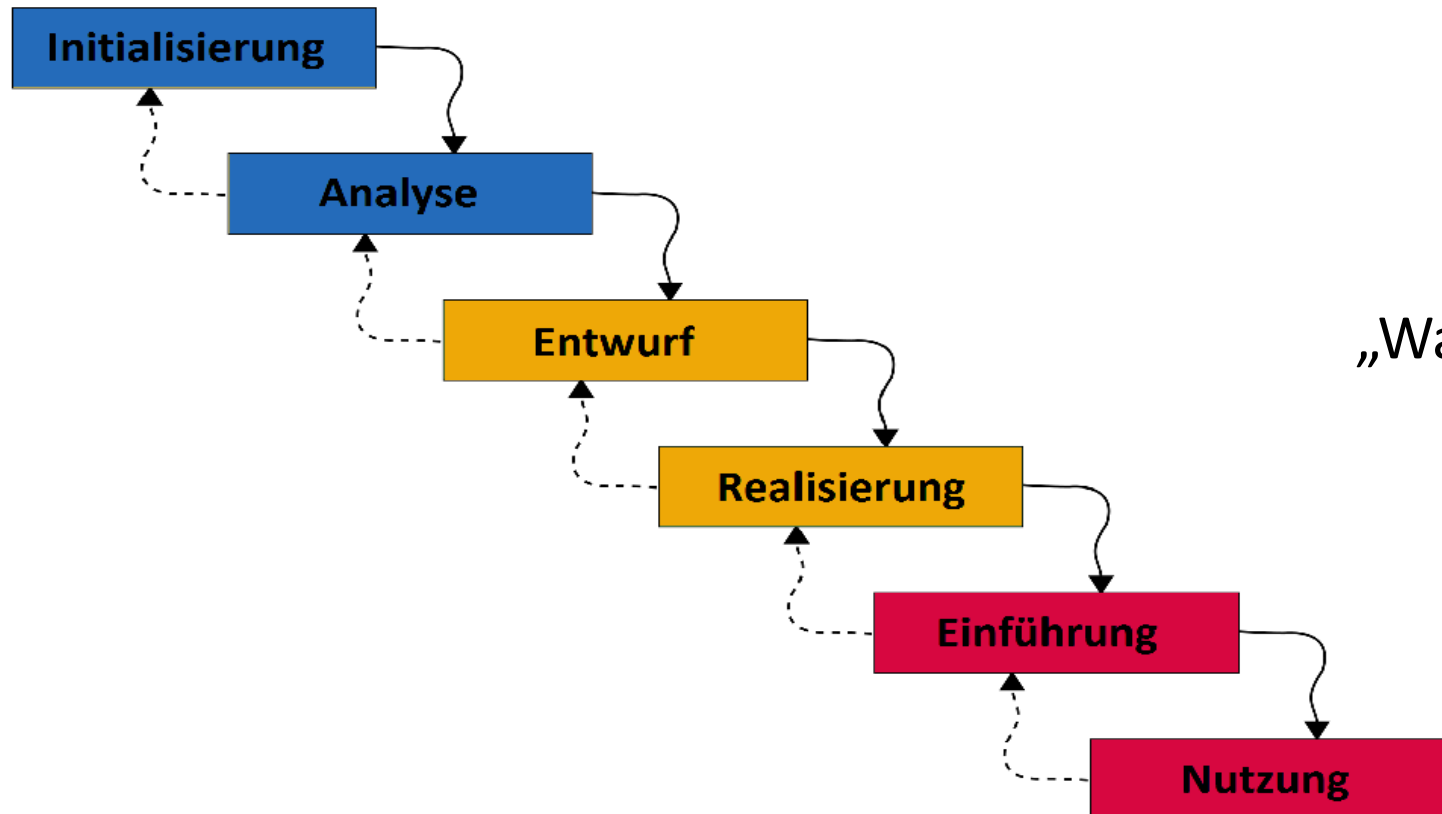 Initialisierung
Analyse
Entwurf
„Wa
Realisierung
Einführung
Nutzung